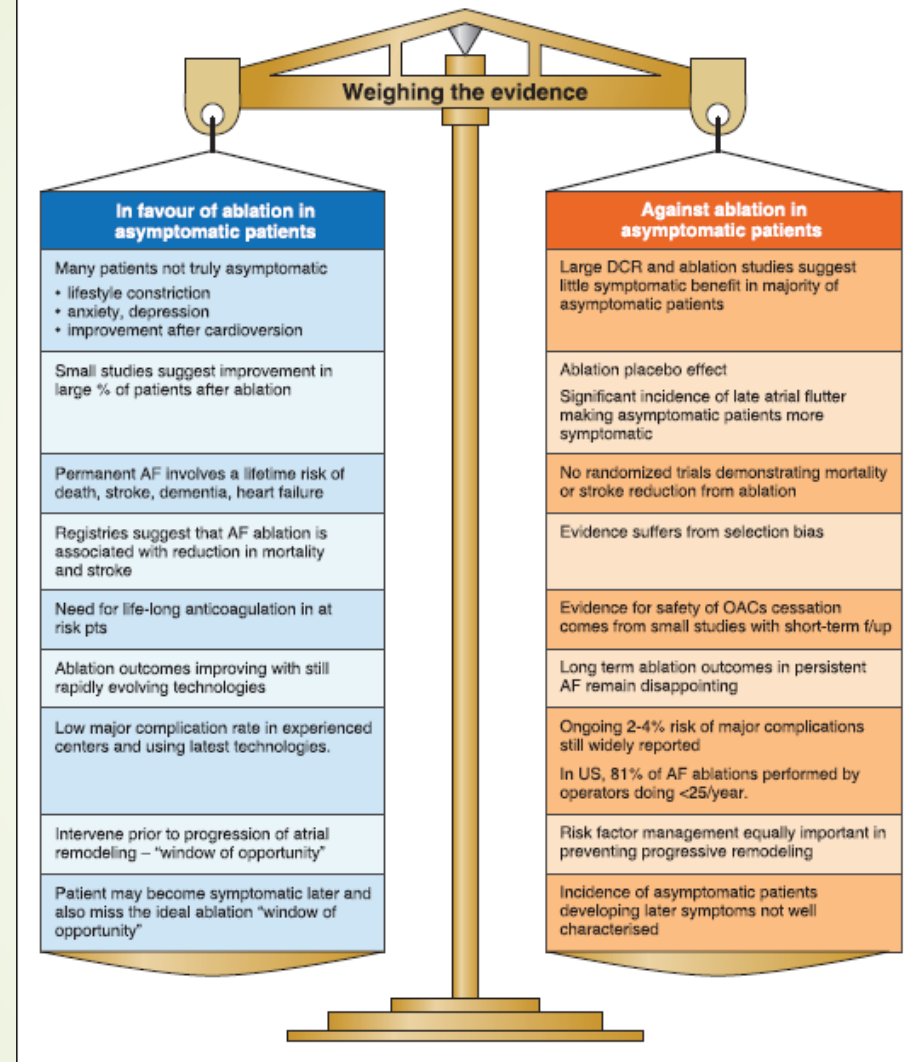 Weighing the evidence
In favour of ablation in
asymptomatic patients
Many patients not truly asymptomatic
• lifestyle constriction
• anxiety, depression
• improvement after cardioversion
Small studies suggest improvement in
large % of patients after ablation
Permanent AF involves a lifetime risk of
death, stroke, dementia, heart failure
Registries suggest that AF ablation is
associated with reduction in mortality
and stroke
Need for life-long anticoagulation in at
risk pts
Ablation outcomes improving with still
rapidly evolving technologies
Low major complication rate in experienced
centers and using latest technologies.
Intervene prior to progression of atrial
remodeling – “window of opportunity”
Patient may become symptomatic later and
also miss the ideal ablation “window of
opportunity”
Against ablation in
asymptomatic patients
Large DCR and ablation studies suggest
little symptomatic benefit in majority of
asymptomatic patients
Ablation placebo effect
Significant incidence of late atrial flutter
making asymptomatic patients more
symptomatic
No randomized trials demonstrating mortality
or stroke reduction from ablation
Evidence suffers from selection bias
Evidence for safety of OACs cessation
comes from small studies with short-term f/up
Long term ablation outcomes in persistent
AF remain disappointing
Ongoing 2-4% risk of major complications
still widely reported
In US, 81% of AF ablations performed by
operators doing <25/year.
Risk factor management equally important in
preventing progressive remodeling
Incidence of asymptomatic patients
developing later symptoms not well
characterised